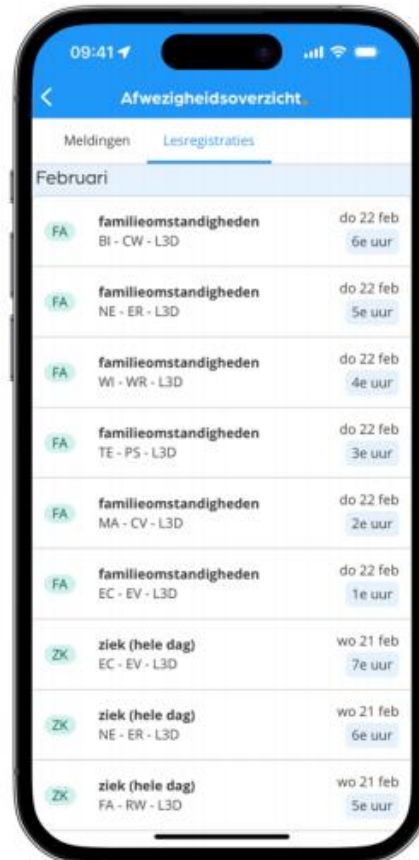 09:41
Afwezigheidsoverzicht.
Meldingen Lesregistraties
Februari
FA familieomstandigheden do 22 feb
BI - CW - L3D 6e uur
FA familieomstandigheden do 22 feb
NE - ER - L3D 5e uur
FA familieomstandigheden do 22 feb
WI - WR - L3D 4e uur
FA familieomstandigheden do 22 feb
TE - PS - L3D 3e uur
FA familieomstandigheden do 22 feb
MA - CV - L3D 2e uur
FA familieomstandigheden do 22 feb
EC - EV - L3D 1e uur
ZK ziek (hele dag) wo 21 feb
EC - EV - L3D 7e uur
ZK ziek (hele dag) wo 21 feb
NE - ER - L3D 6e uur
ZK ziek (hele dag) wo 21 feb
FA - RW - L3D 5e uur